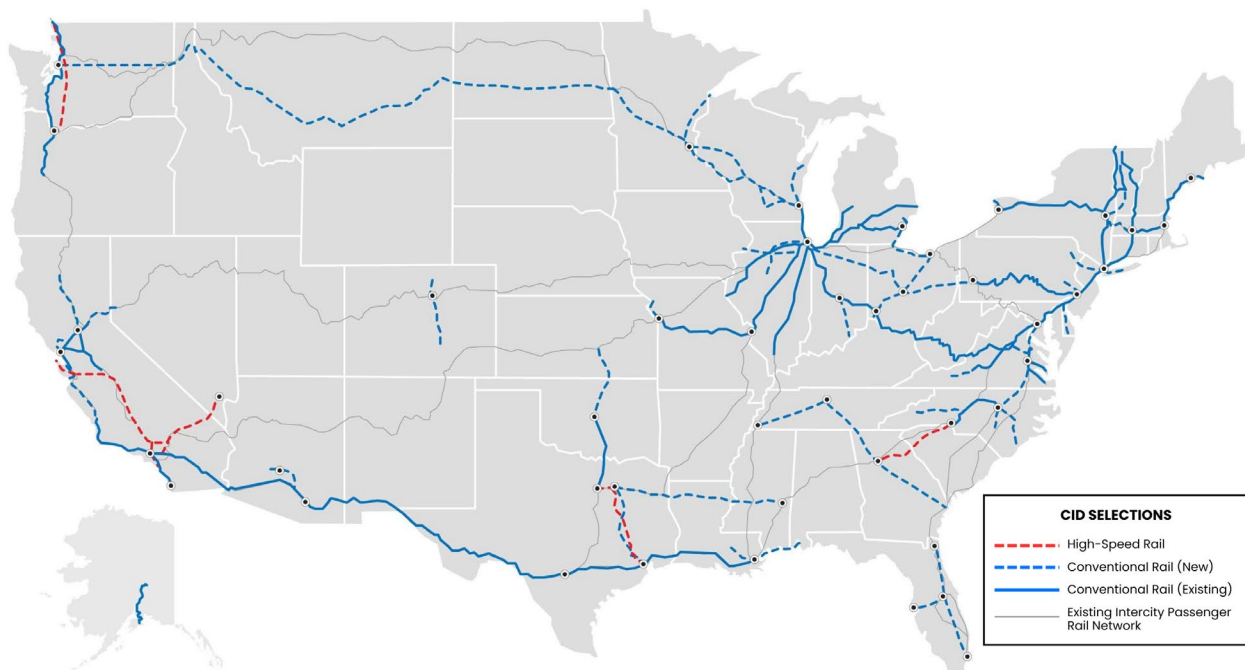 CID SELECTIONS
High-Speed Rail
Conventional Rail (New)
Conventional Rail (Existing)
Existing Intercity Passenger
Rail Network